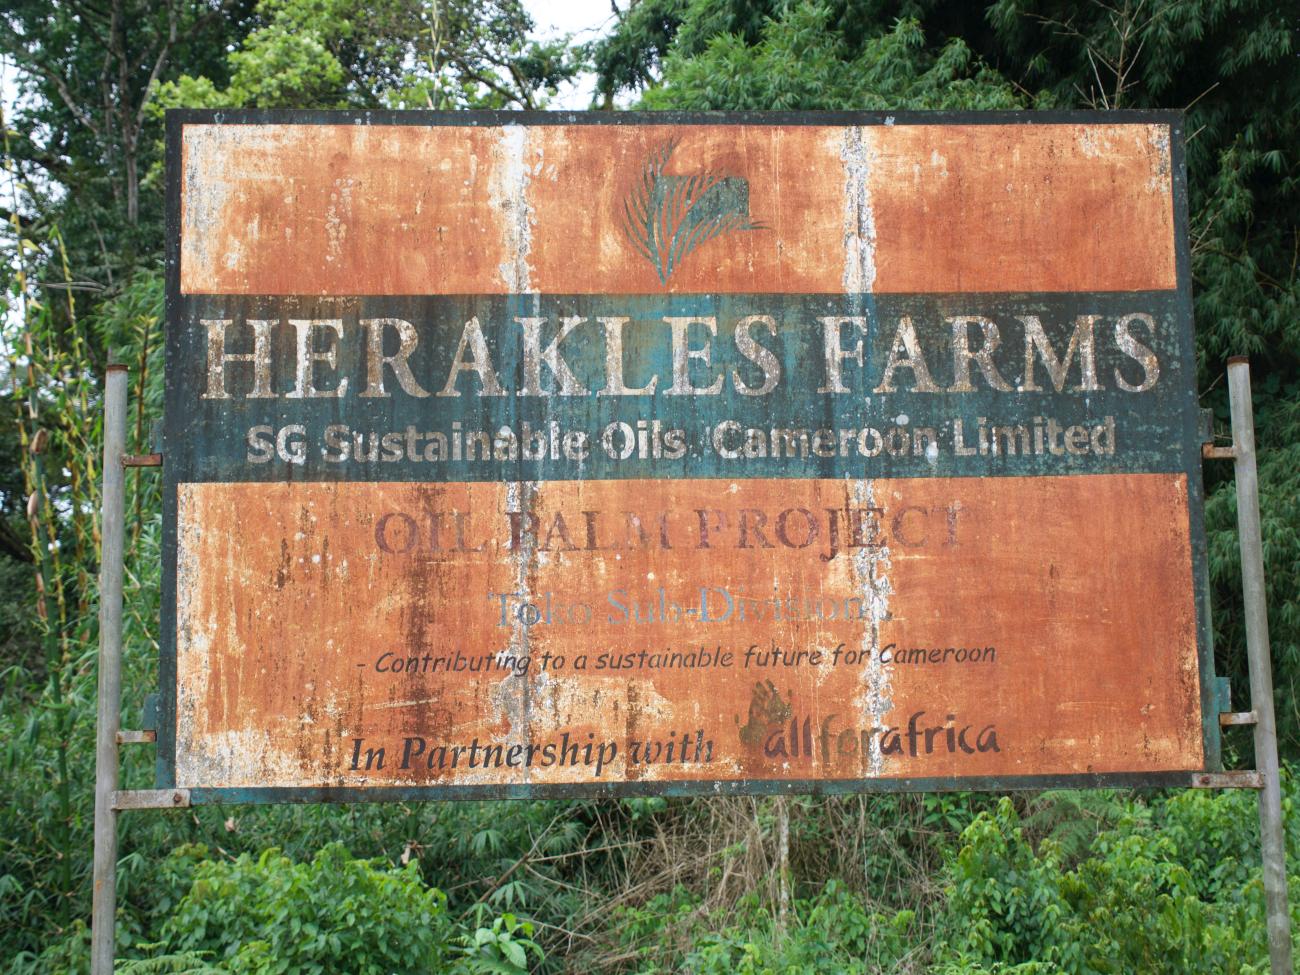 HERAKLES FARMS
SG Sustainable Oils Cameroon Limited
OIL PALM PROJECT
Toko Sub-Division
- Contributing to a sustainable future for Cameroon
In Partnership with allforafrica